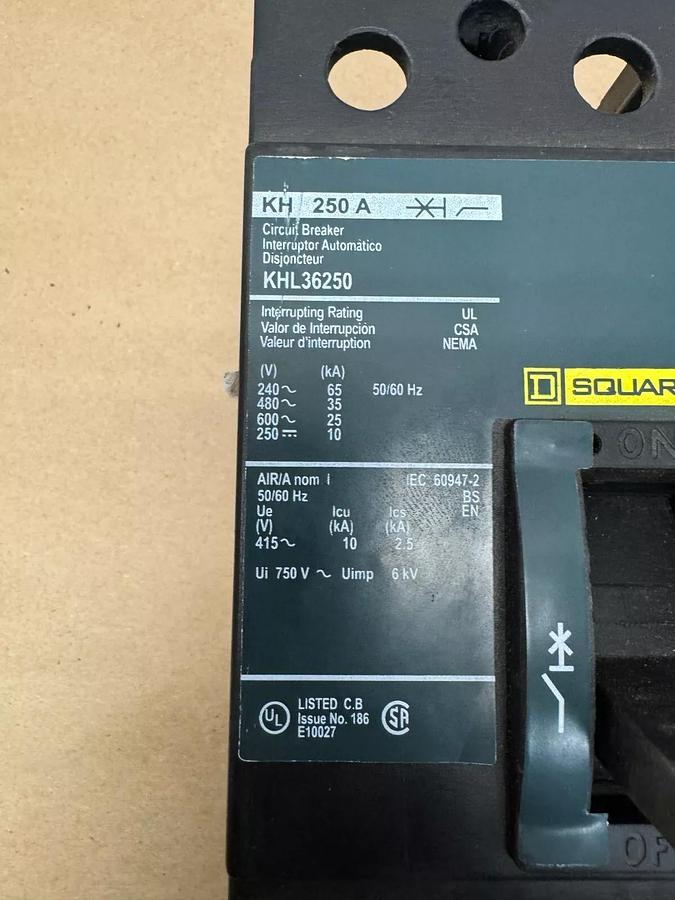 KH 250 A
Circuit Breaker
Interruptor Automático
Disjoncteur
KHL36250
Interrupting Rating UL
Valor de Interrupción CSA
Valeur d'interruption NEMA
(V) (kA)
240~ 65 50/60 Hz
480~ 35
600~ 25
250⎓ 10
AIR/A nom I IEC 60947-2
50/60 Hz BS
Ue Icu Ics EN
(V) (kA) (kA)
415~ 10 2.5
Ui 750 V ~ Uimp 6 kV
UL LISTED C.B SA
Issue No. 186
E10027
D SQUAR
ON
OF